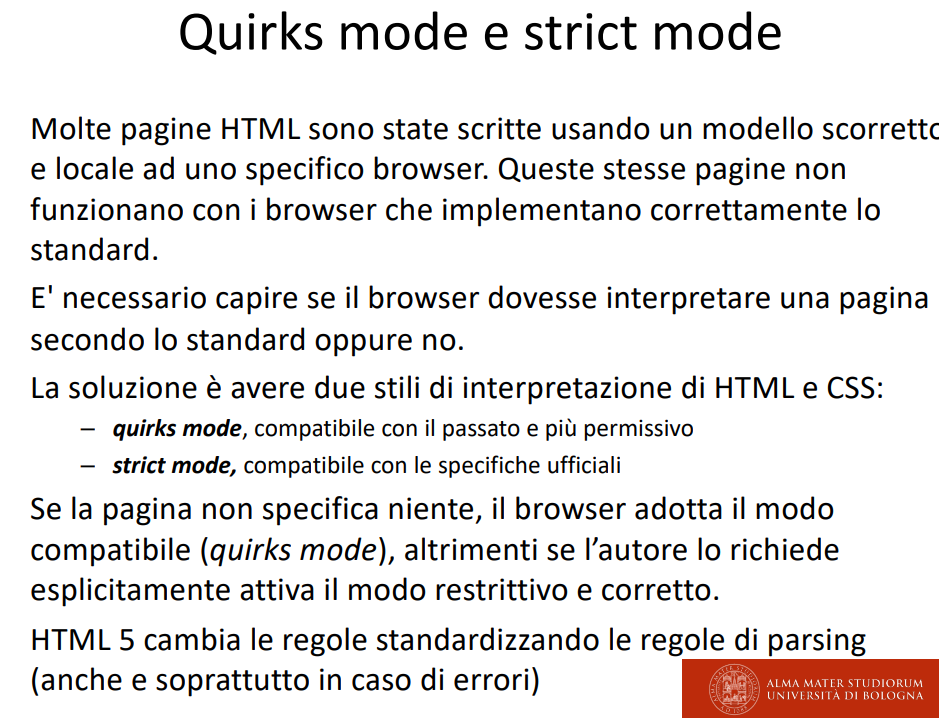 Quirks mode e strict mode
Molte pagine HTML sono state scritte usando un modello scorretto
e locale ad uno specifico browser. Queste stesse pagine non
funzionano con i browser che implementano correttamente lo
standard.
E' necessario capire se il browser dovesse interpretare una pagina
secondo lo standard oppure no.
La soluzione è avere due stili di interpretazione di HTML e CSS:
– quirks mode, compatibile con il passato e più permissivo
– strict mode, compatibile con le specifiche ufficiali
Se la pagina non specifica niente, il browser adotta il modo
compatibile (quirks mode), altrimenti se l’autore lo richiede
esplicitamente attiva il modo restrittivo e corretto.
HTML 5 cambia le regole standardizzando le regole di parsing
(anche e soprattutto in caso di errori)
ALMA MATER STUDIORUM
UNIVERSITÀ DI BOLOGNA